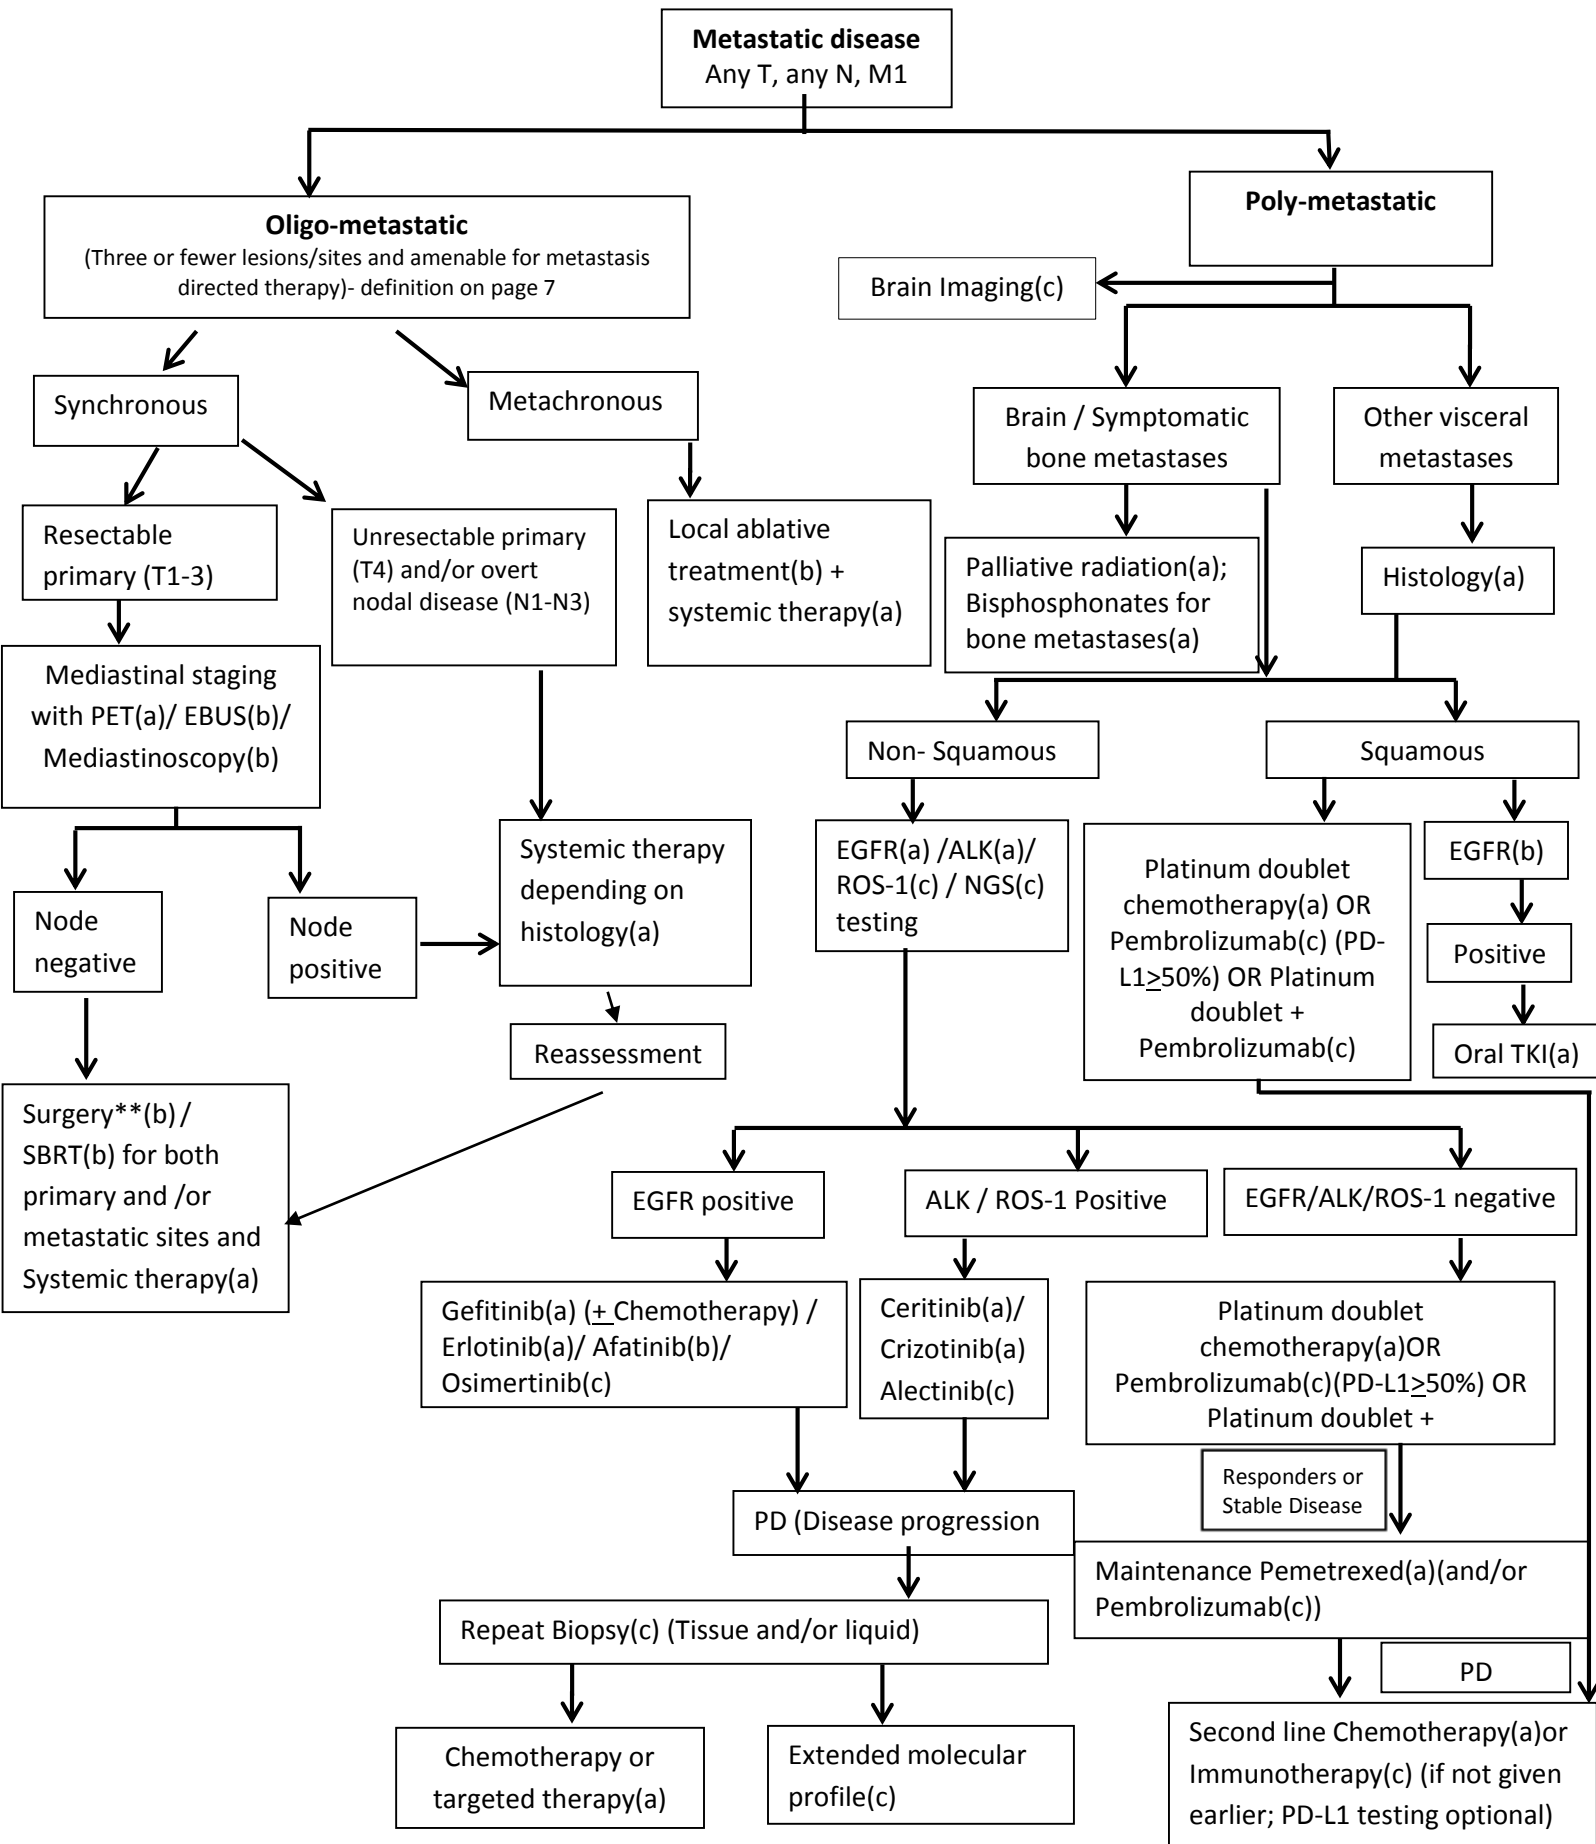 Metastatic disease
Any T, any N, M1
Oligo-metastatic
(Three or fewer lesions/sites and amenable for metastasis
directed therapy)- definition on page 7
Poly-metastatic
Brain Imaging(c)
Synchronous
Metachronous
Brain / Symptomatic
bone metastases
Other visceral
metastases
Resectable
primary (T1-3)
Unresectable primary
(T4) and/or overt
nodal disease (N1-N3)
Local ablative
treatment(b) +
systemic therapy(a)
Palliative radiation(a);
Bisphosphonates for
bone metastases(a)
Histology(a)
Mediastinal staging
with PET(a)/ EBUS(b)/
Mediastinoscopy(b)
Non- Squamous
Squamous
Node
negative
Node
positive
Systemic therapy
depending on
histology(a)
EGFR(a) /ALK(a)/
ROS-1(c) / NGS(c)
testing
Platinum doublet
chemotherapy(a) OR
Pembrolizumab(c) (PD-
L1≥50%) OR Platinum
doublet +
Pembrolizumab(c)
EGFR(b)
Positive
Oral TKI(a)
Reassessment
Surgery**(b) /
SBRT(b) for both
primary and /or
metastatic sites and
Systemic therapy(a)
EGFR positive
ALK / ROS-1 Positive
EGFR/ALK/ROS-1 negative
Gefitinib(a) (+ Chemotherapy) /
Erlotinib(a)/ Afatinib(b)/
Osimertinib(c)
Ceritinib(a)/
Crizotinib(a)
Alectinib(c)
Platinum doublet
chemotherapy(a)OR
Pembrolizumab(c)(PD-L1≥50%) OR
Platinum doublet +
Responders or
Stable Disease
PD (Disease progression
Maintenance Pemetrexed(a)(and/or
Pembrolizumab(c))
Repeat Biopsy(c) (Tissue and/or liquid)
PD
Chemotherapy or
targeted therapy(a)
Extended molecular
profile(c)
Second line Chemotherapy(a)or
Immunotherapy(c) (if not given
earlier; PD-L1 testing optional)